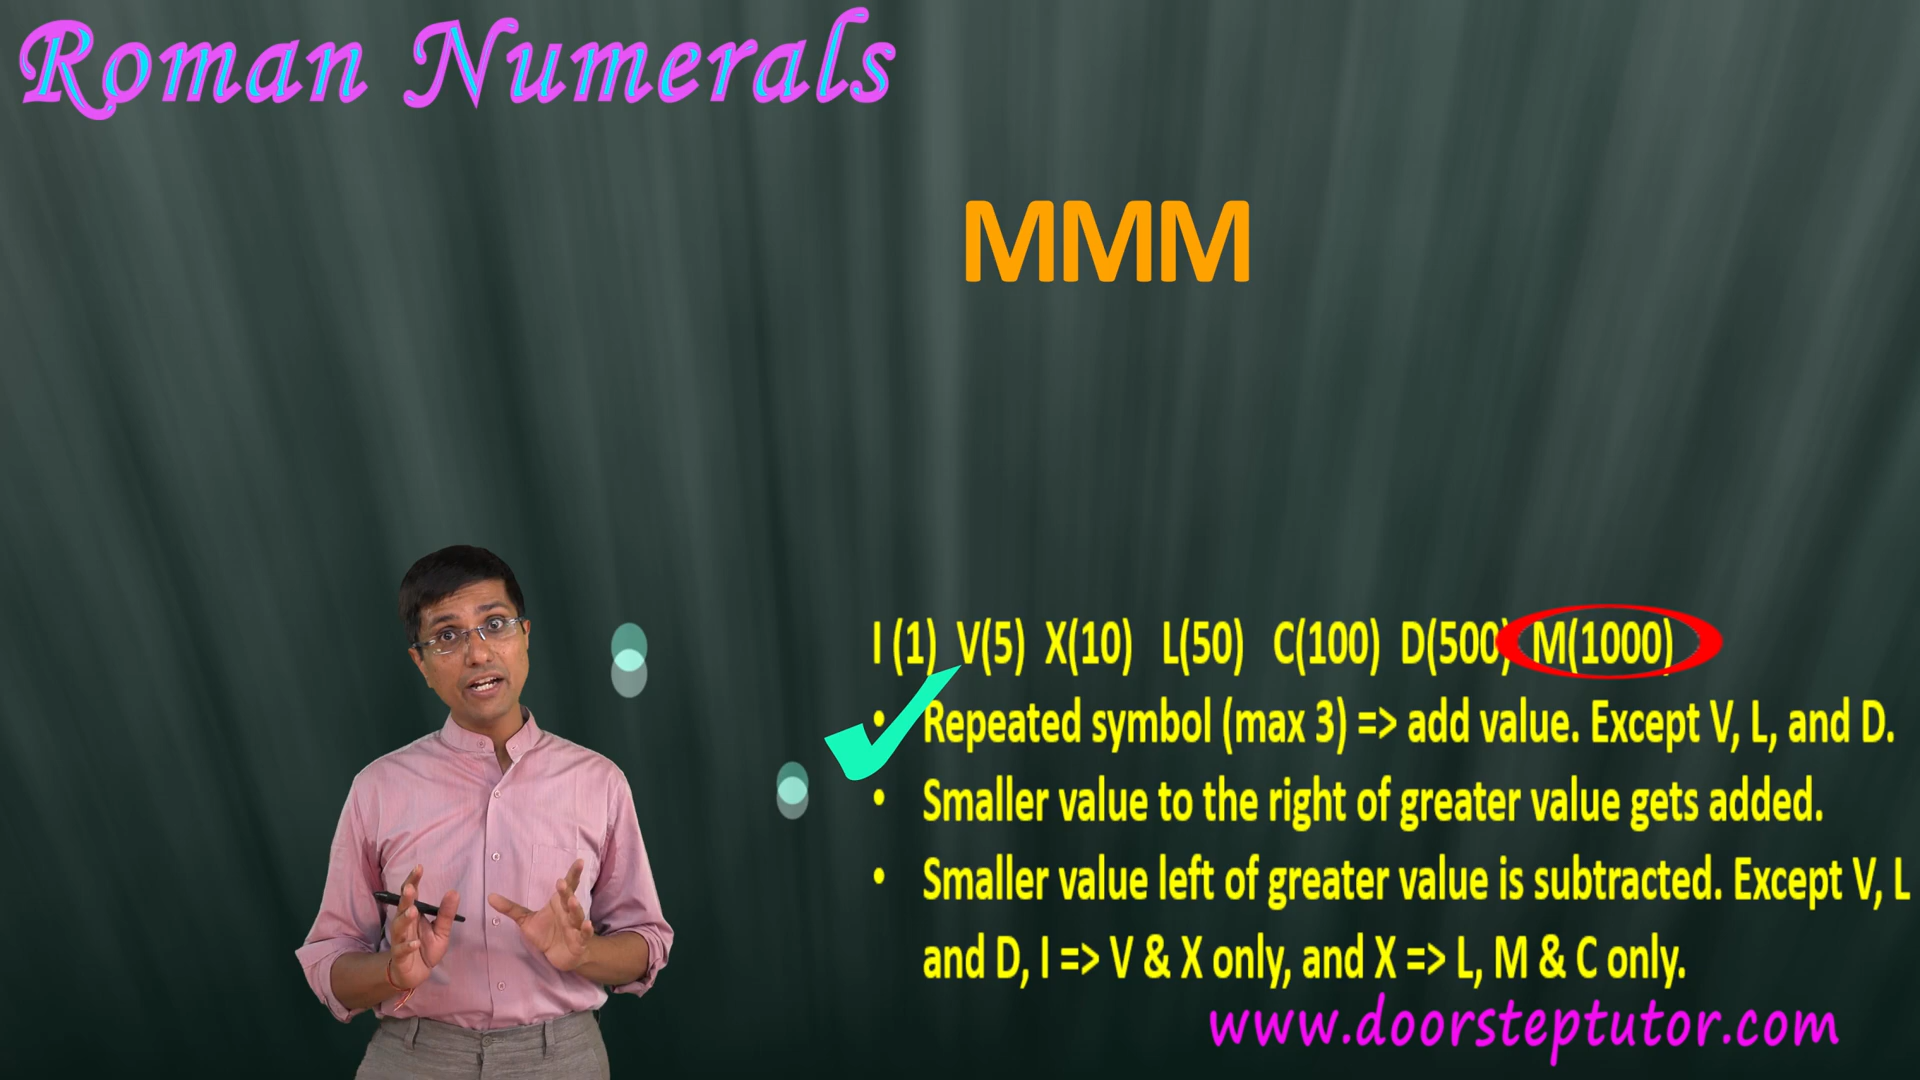 Roman Numerals
MMM
I (1) V(5) X(10) L(50) C(100) D(500) M(1000)
• Repeated symbol (max 3) => add value. Except V, L, and D.
• Smaller value to the right of greater value gets added.
• Smaller value left of greater value is subtracted. Except V, L
and D, I => V & X only, and X => L, M & C only.
www.doorsteptutor.com